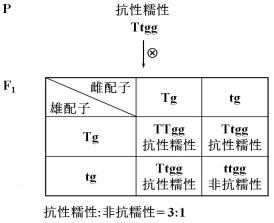 P 抗性糯性
Ttgg
⊗
F₁
雌配子
雄配子
Tg tg
Tg TTgg Ttgg
抗性糯性 抗性糯性
tg Ttgg ttgg
抗性糯性 非抗糯性
抗性糯性:非抗糯性=3:1